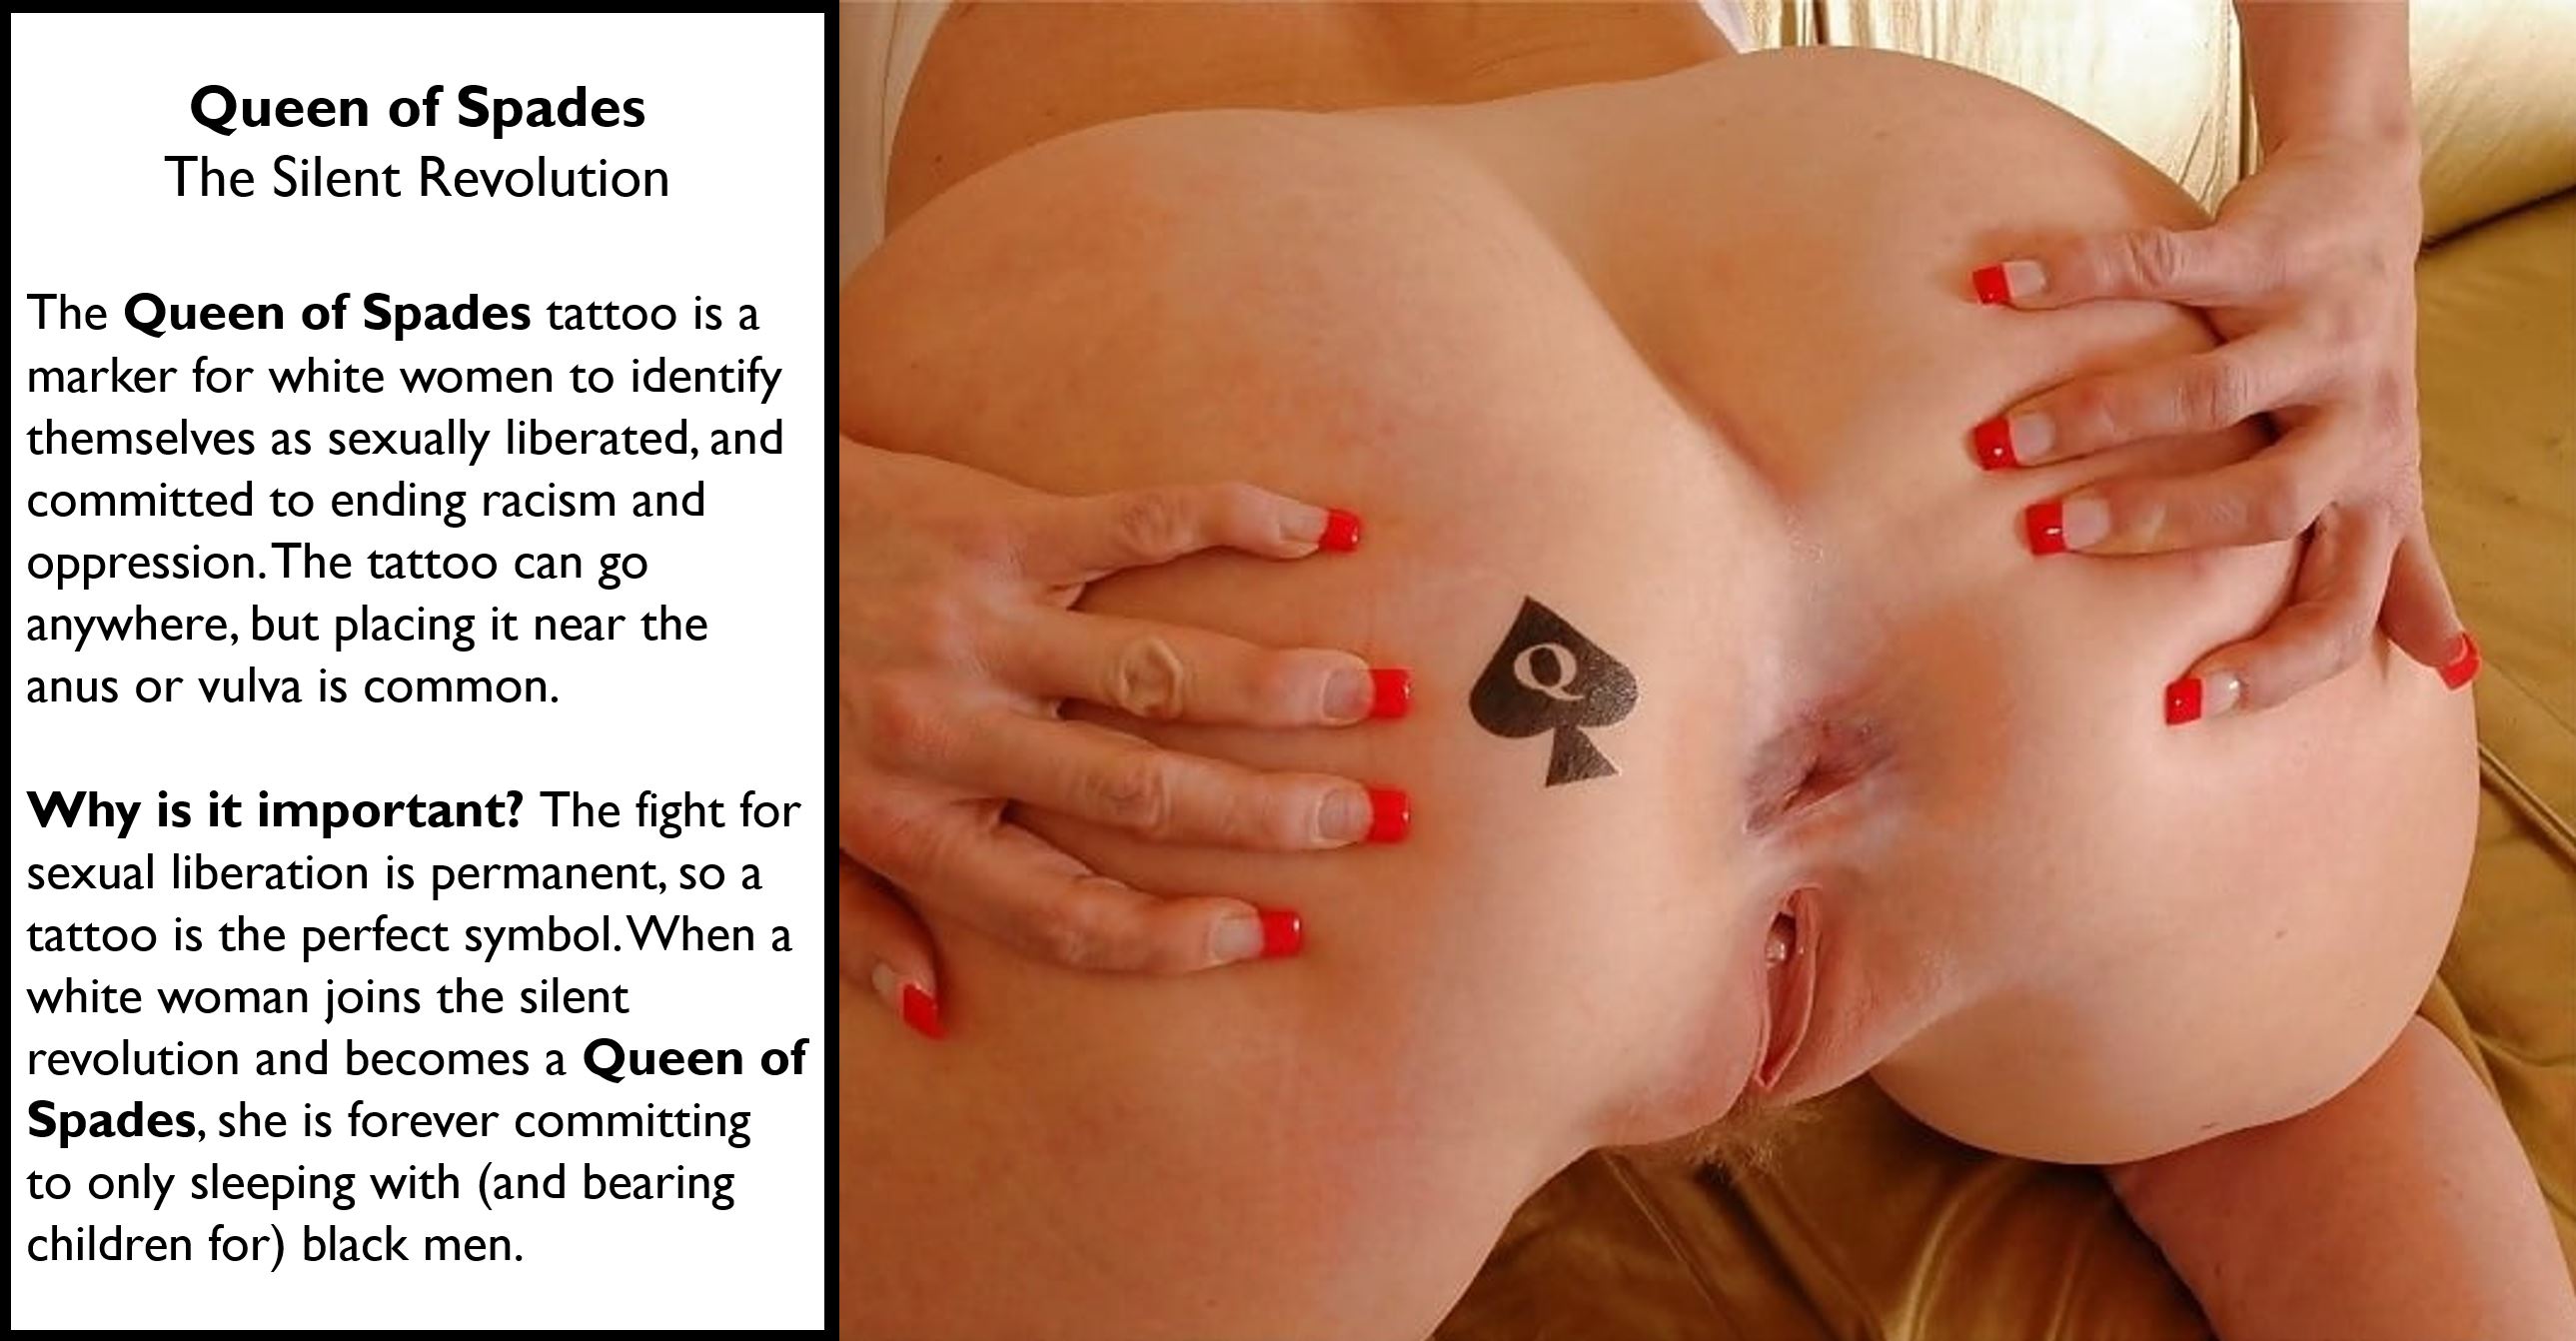 Queen of Spades
The Silent Revolution
The Queen of Spades tattoo is a
marker for white women to identify
themselves as sexually liberated, and
committed to ending racism and
oppression. The tattoo can go
anywhere, but placing it near the
anus or vulva is common.
Why is it important? The fight for
sexual liberation is permanent, so a
tattoo is the perfect symbol. When a
white woman joins the silent
revolution and becomes a Queen of
Spades, she is forever committing
to only sleeping with (and bearing
children for) black men.
Q